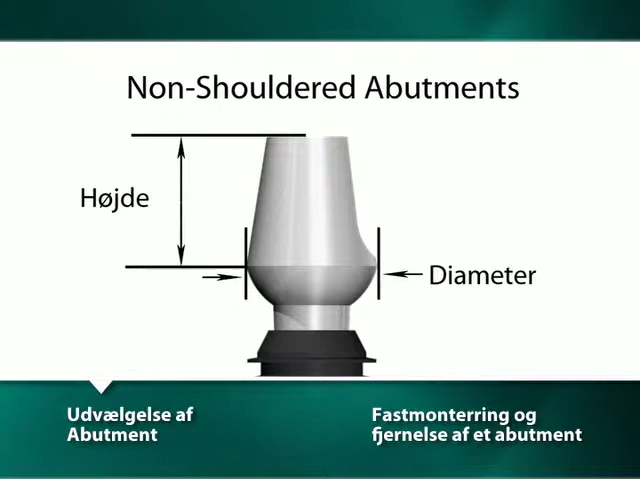 Non-Shouldered Abutments
Højde
Diameter
Udvælgelse af
Abutment
Fastmonterring og
fjernelse af et abutment